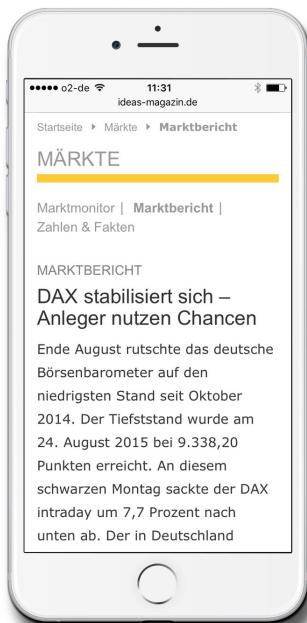 o2-de 11:31
ideas-magazin.de
Startseite ▸ Märkte ▸ Marktbericht
MÄRKTE
Marktmonitor | Marktbericht |
Zahlen & Fakten
MARKTBERICHT
DAX stabilisiert sich –
Anleger nutzen Chancen
Ende August rutschte das deutsche
Börsenbarometer auf den
niedrigsten Stand seit Oktober
2014. Der Tiefststand wurde am
24. August 2015 bei 9.338,20
Punkten erreicht. An diesem
schwarzen Montag sackte der DAX
intraday um 7,7 Prozent nach
unten ab. Der in Deutschland